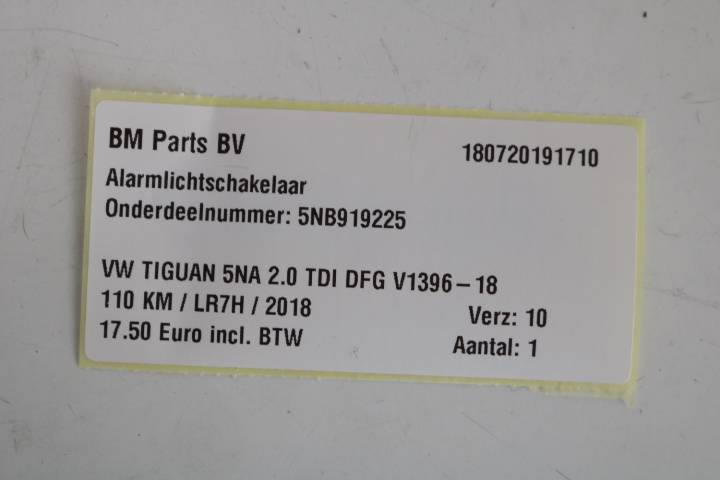 BM Parts BV 180720191710
Alarmlichtschakelaar
Onderdeelnummer: 5NB919225
VW TIGUAN 5NA 2.0 TDI DFG V1396-18
110 KM / LR7H / 2018 Verz: 10
17.50 Euro incl. BTW Aantal: 1